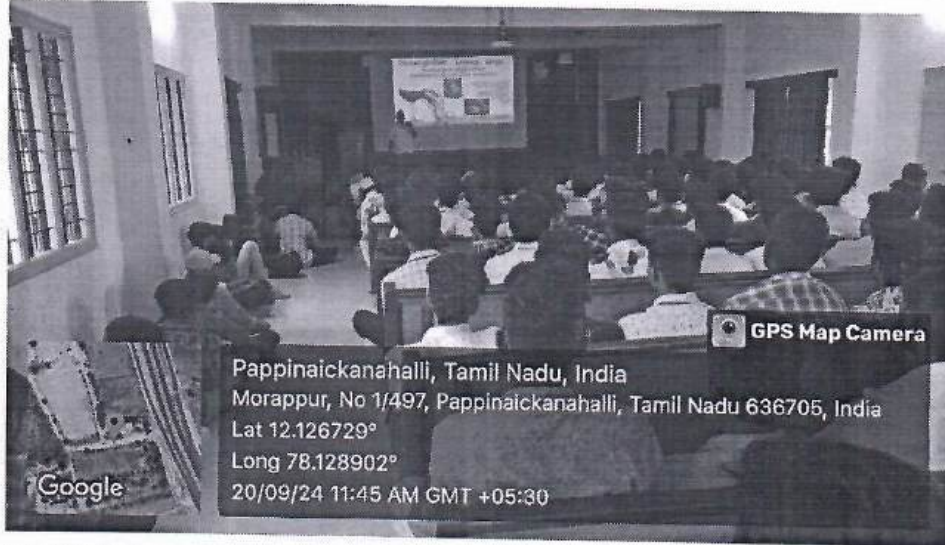 GPS Map Camera
Pappinaickanahalli, Tamil Nadu, India
Morappur, No 1/497, Pappinaickanahalli, Tamil Nadu 636705, India
Lat 12.126729°
Long 78.128902°
20/09/24 11:45 AM GMT +05:30
Google